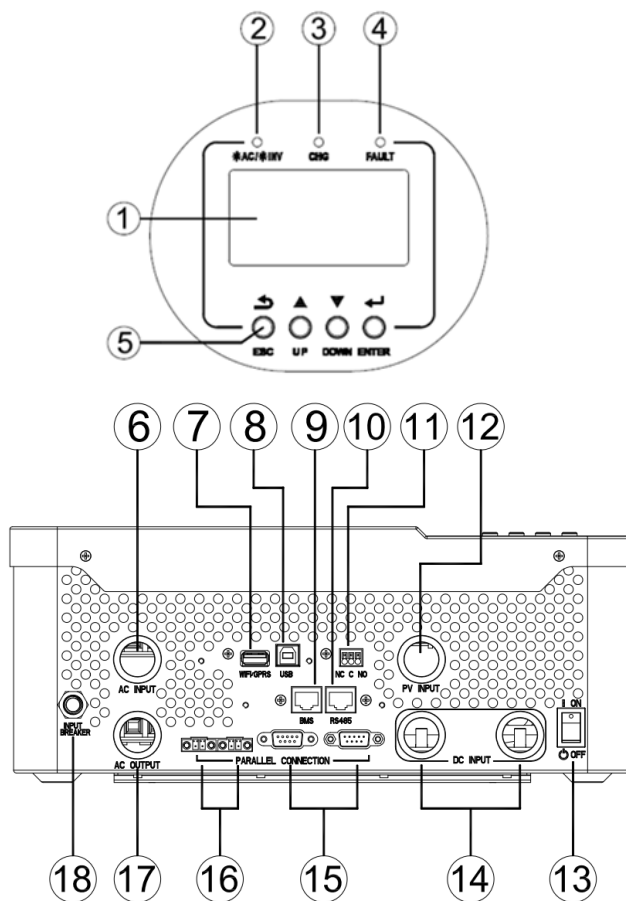 2 3 4
✱AC/✱INV CHG FAULT
1
5
ESC UP DOWN ENTER
6 7 8 9 10 11 12
WIFI/GPRS USB NC C NO
AC INPUT PV INPUT
BMS RS485
I ON
INPUT
BREAKER
AC OUTPUT PARALLEL CONNECTION DC INPUT OFF
18 17 16 15 14 13